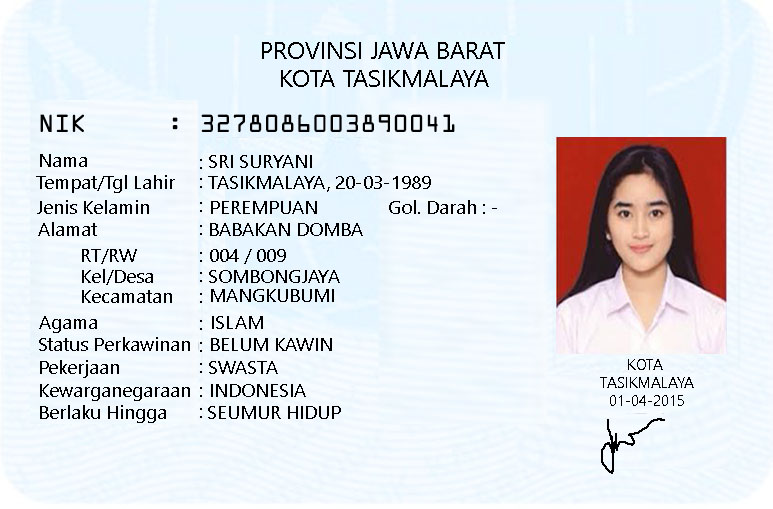 PROVINSI JAWA BARAT
KOTA TASIKMALAYA
NIK : 3278086003890041
Nama : SRI SURYANI
Tempat/Tgl Lahir : TASIKMALAYA, 20-03-1989
Jenis Kelamin : PEREMPUAN Gol. Darah : -
Alamat : BABAKAN DOMBA
RT/RW : 004 / 009
Kel/Desa : SOMBONGJAYA
Kecamatan : MANGKUBUMI
Agama : ISLAM
Status Perkawinan : BELUM KAWIN
Pekerjaan : SWASTA
Kewarganegaraan : INDONESIA
Berlaku Hingga : SEUMUR HIDUP
KOTA
TASIKMALAYA
01-04-2015